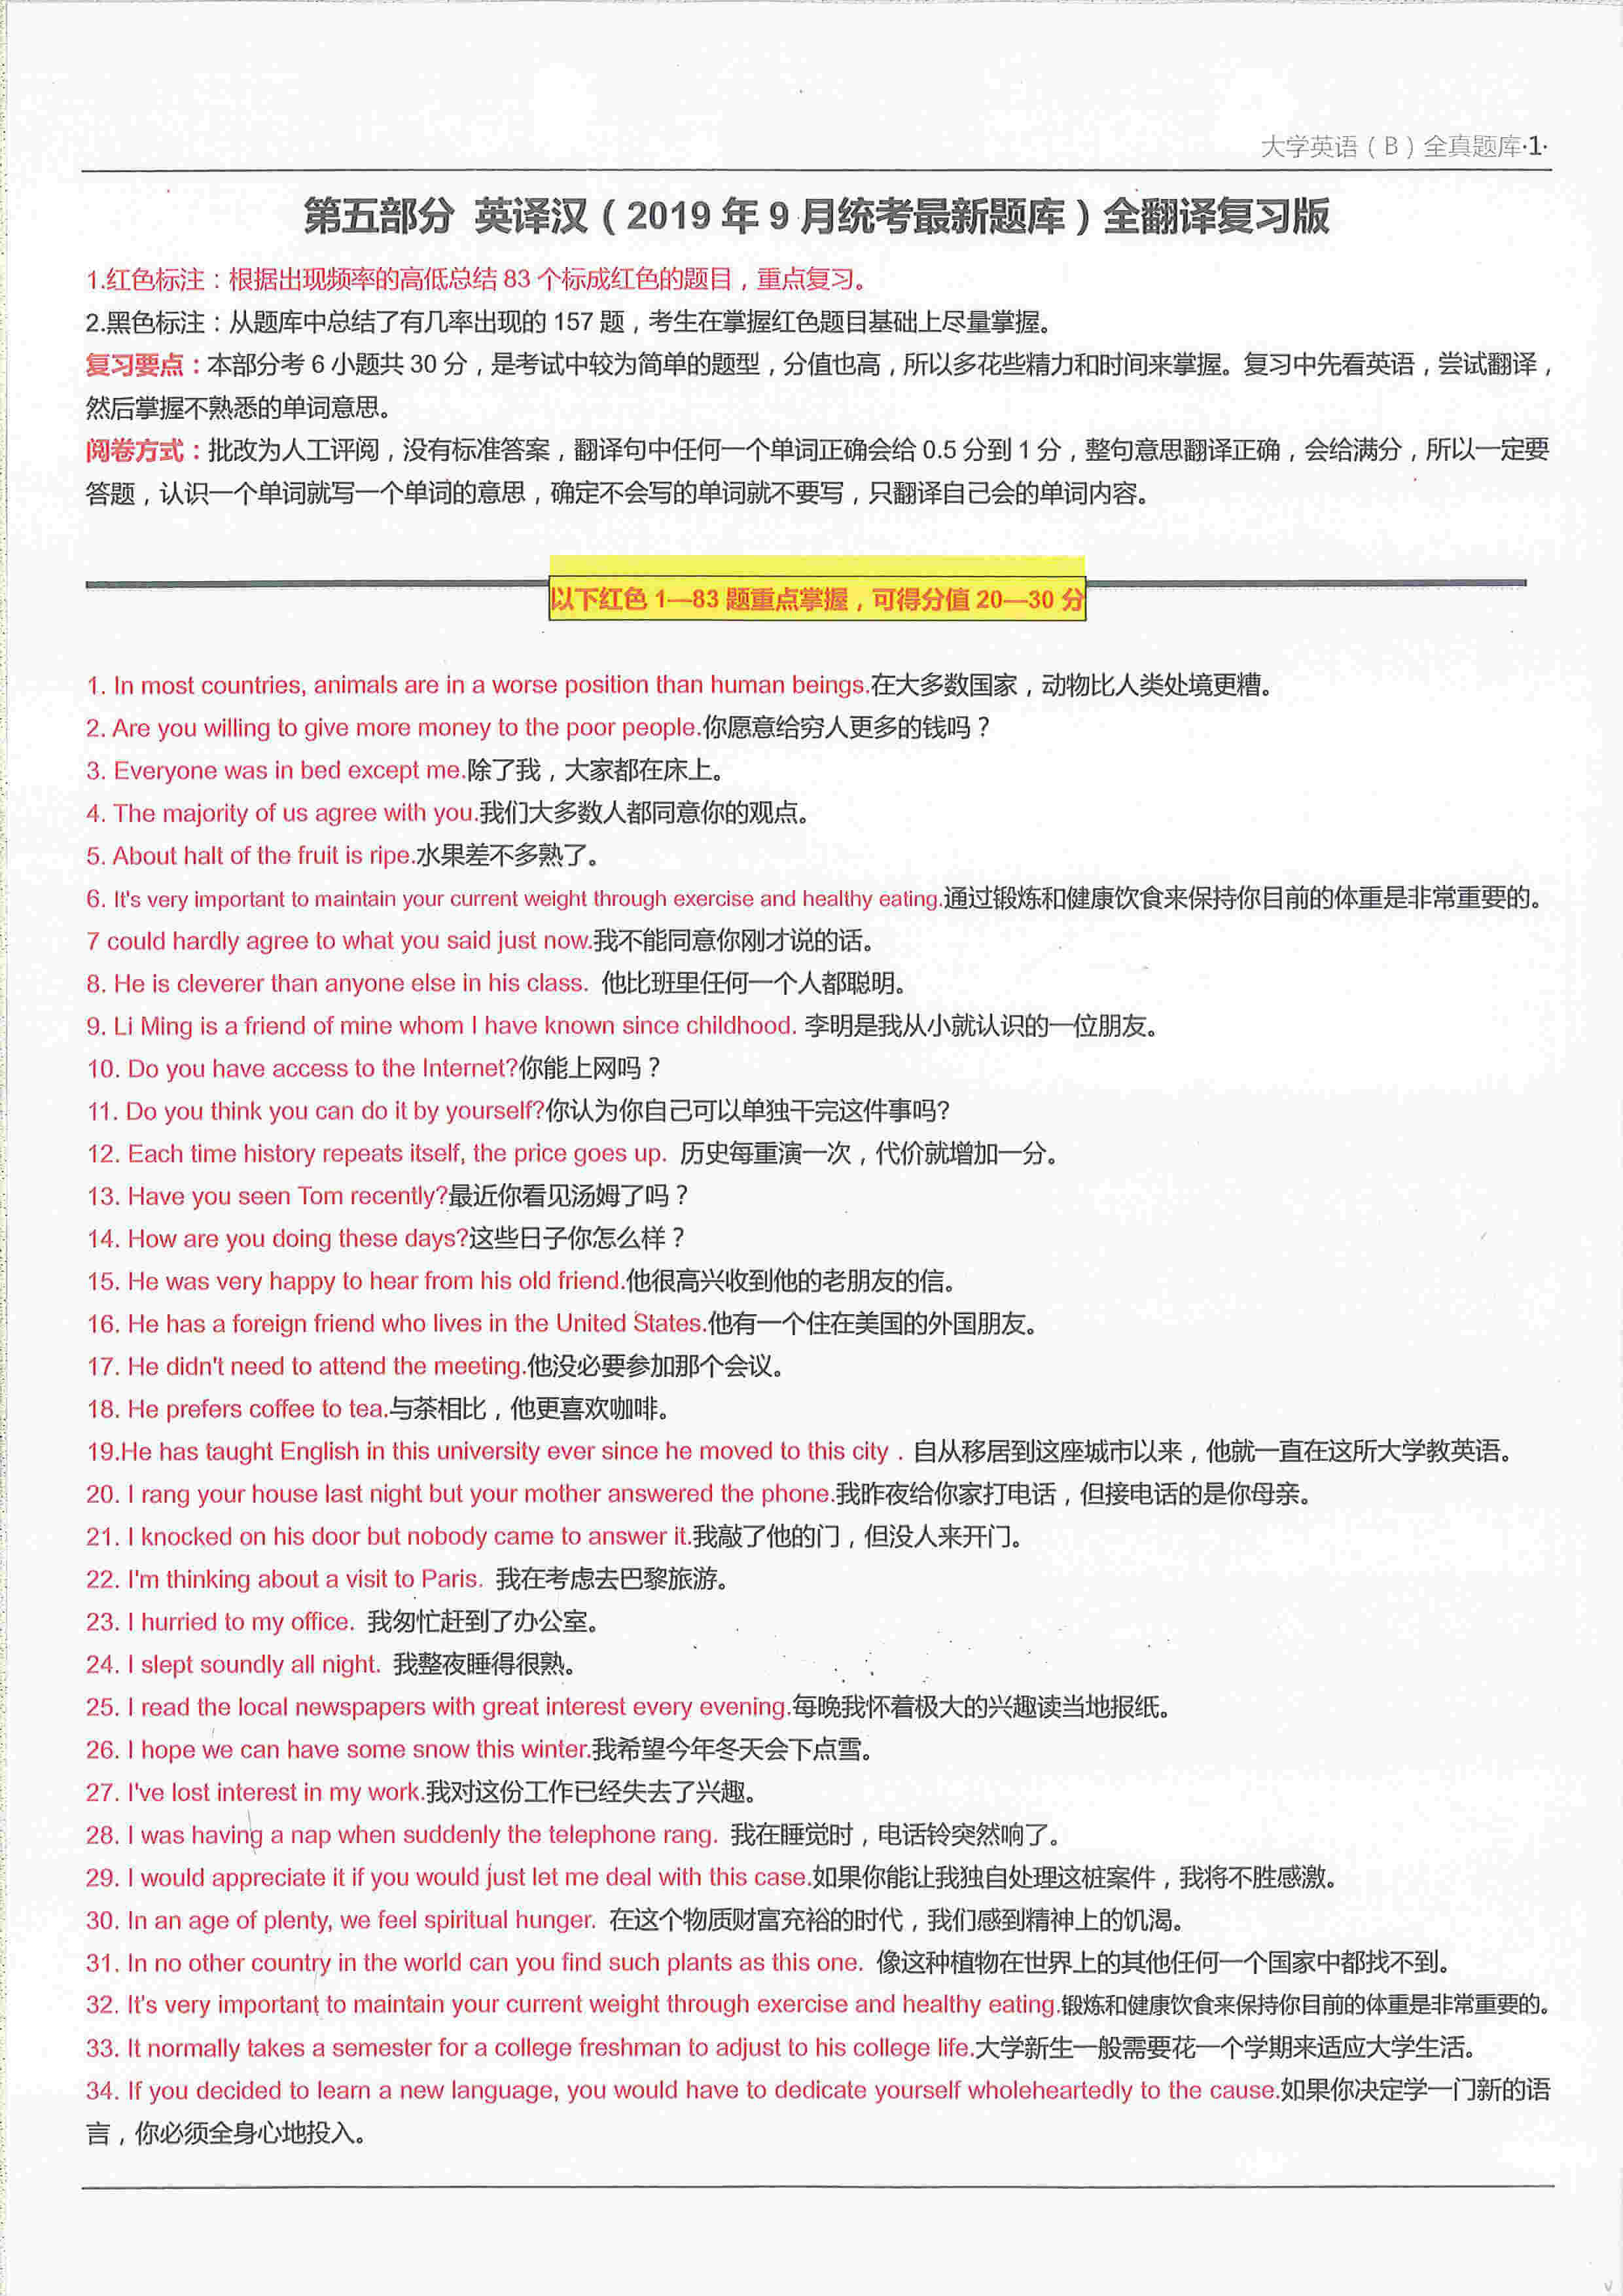 大学英语（B）全真题库·1·
第五部分 英译汉（2019 年 9 月统考最新题库）全翻译复习版
1.红色标注：根据出现频率的高低总结 83 个标成红色的题目，重点复习。
2.黑色标注：从题库中总结了有几率出现的 157 题，考生在掌握红色题目基础上尽量掌握。
复习要点：本部分考 6 小题共 30 分，是考试中较为简单的题型，分值也高，所以多花些精力和时间来掌握。复习中先看英语，尝试翻译，
然后掌握不熟悉的单词意思。
阅卷方式：批改为人工评阅，没有标准答案，翻译句中任何一个单词正确会给 0.5 分到 1 分，整句意思翻译正确，会给满分，所以一定要
答题，认识一个单词就写一个单词的意思，确定不会写的单词就不要写，只翻译自己会的单词内容。
以下红色 1—83 题重点掌握，可得分值 20—30 分
1. In most countries, animals are in a worse position than human beings.在大多数国家，动物比人类处境更糟。
2. Are you willing to give more money to the poor people.你愿意给穷人更多的钱吗？
3. Everyone was in bed except me.除了我，大家都在床上。
4. The majority of us agree with you.我们大多数人都同意你的观点。
5. About halt of the fruit is ripe.水果差不多熟了。
6. It's very important to maintain your current weight through exercise and healthy eating.通过锻炼和健康饮食来保持你目前的体重是非常重要的。
7 could hardly agree to what you said just now.我不能同意你刚才说的话。
8. He is cleverer than anyone else in his class. 他比班里任何一个人都聪明。
9. Li Ming is a friend of mine whom I have known since childhood. 李明是我从小就认识的一位朋友。
10. Do you have access to the Internet?你能上网吗？
11. Do you think you can do it by yourself?你认为你自己可以单独干完这件事吗?
12. Each time history repeats itself, the price goes up. 历史每重演一次，代价就增加一分。
13. Have you seen Tom recently?最近你看见汤姆了吗？
14. How are you doing these days?这些日子你怎么样？
15. He was very happy to hear from his old friend.他很高兴收到他的老朋友的信。
16. He has a foreign friend who lives in the United States.他有一个住在美国的外国朋友。
17. He didn't need to attend the meeting.他没必要参加那个会议。
18. He prefers coffee to tea.与茶相比，他更喜欢咖啡。
19.He has taught English in this university ever since he moved to this city . 自从移居到这座城市以来，他就一直在这所大学教英语。
20. I rang your house last night but your mother answered the phone.我昨夜给你家打电话，但接电话的是你母亲。
21. I knocked on his door but nobody came to answer it.我敲了他的门，但没人来开门。
22. I'm thinking about a visit to Paris. 我在考虑去巴黎旅游。
23. I hurried to my office. 我匆忙赶到了办公室。
24. I slept soundly all night. 我整夜睡得很熟。
25. I read the local newspapers with great interest every evening.每晚我怀着极大的兴趣读当地报纸。
26. I hope we can have some snow this winter.我希望今年冬天会下点雪。
27. I've lost interest in my work.我对这份工作已经失去了兴趣。
28. I was having a nap when suddenly the telephone rang. 我在睡觉时，电话铃突然响了。
29. I would appreciate it if you would just let me deal with this case.如果你能让我独自处理这桩案件，我将不胜感激。
30. In an age of plenty, we feel spiritual hunger. 在这个物质财富充裕的时代，我们感到精神上的饥渴。
31. In no other country in the world can you find such plants as this one. 像这种植物在世界上的其他任何一个国家中都找不到。
32. It's very important to maintain your current weight through exercise and healthy eating.锻炼和健康饮食来保持你目前的体重是非常重要的。
33. It normally takes a semester for a college freshman to adjust to his college life.大学新生一般需要花一个学期来适应大学生活。
34. If you decided to learn a new language, you would have to dedicate yourself wholeheartedly to the cause.如果你决定学一门新的语
言，你必须全身心地投入。